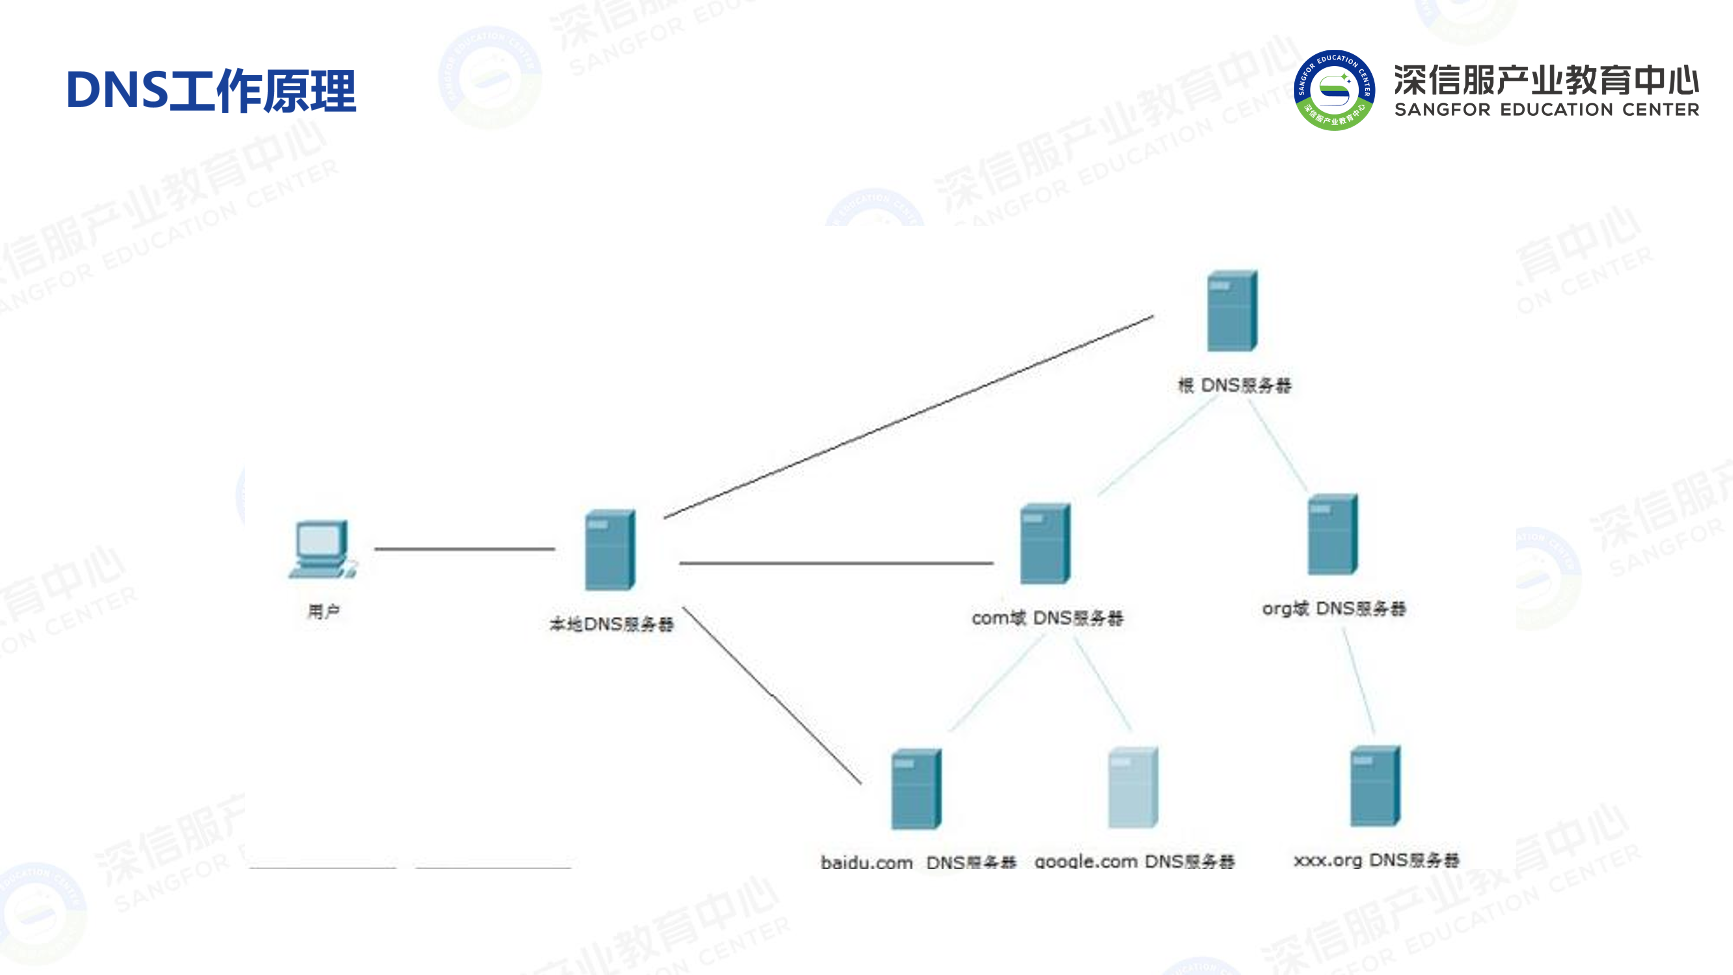 DNS工作原理
深信服产业教育中心
SANGFOR EDUCATION CENTER
根 DNS服务器
用户
本地DNS服务器
com域 DNS服务器
org域 DNS服务器
baidu.com DNS服务器
google.com DNS服务器
xxx.org DNS服务器